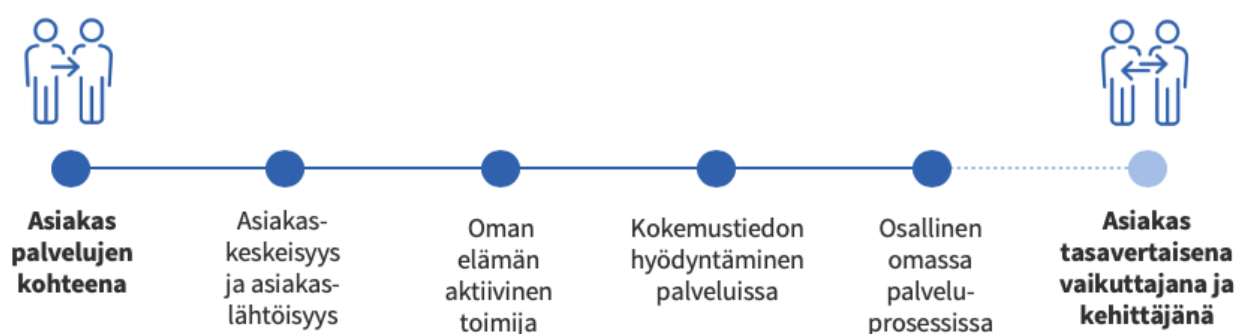 Asiakas
palvelujen
kohteena
Asiakas-
keskeisyys
ja asiakas-
lähtöisyys
Oman
elämän
aktiivinen
toimija
Kokemustiedon
hyödyntäminen
palveluissa
Osallinen
omassa
palvelu-
prosessissa
Asiakas
tasavertaisena
vaikuttajana ja
kehittäjänä